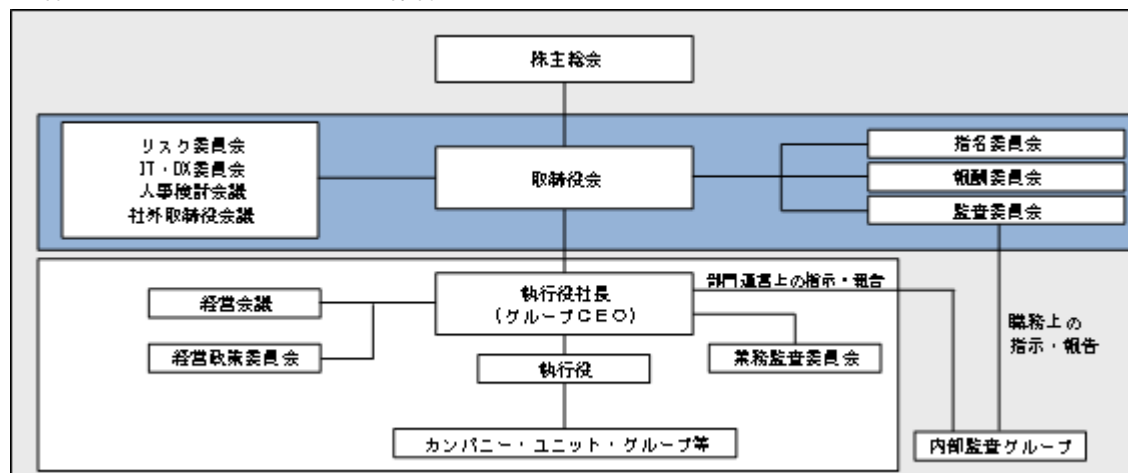 株主総会
リスク委員会
IT・DX委員会
人事検討会議
社外取締役会議
取締役会
指名委員会
報酬委員会
監査委員会
執行役社長
(グループCEO)
部門運営上の指示・報告
経営会議
経営政策委員会
業務監査委員会
職務上の
指示・報告
執行役
カンパニー・ユニット・グループ等
内部監査グループ